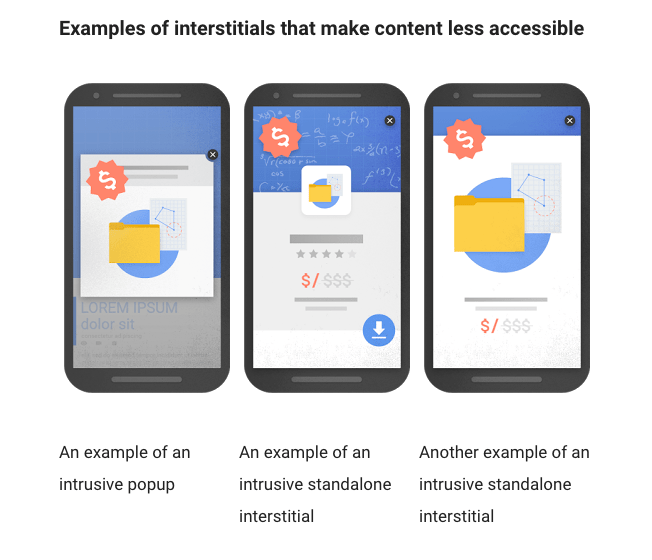 Examples of interstitials that make content less accessible
LOREM IPSUM
dolor sit
$/ $$$
$/ $$$
An example of an
intrusive popup
An example of an
intrusive standalone
interstitial
Another example of an
intrusive standalone
interstitial